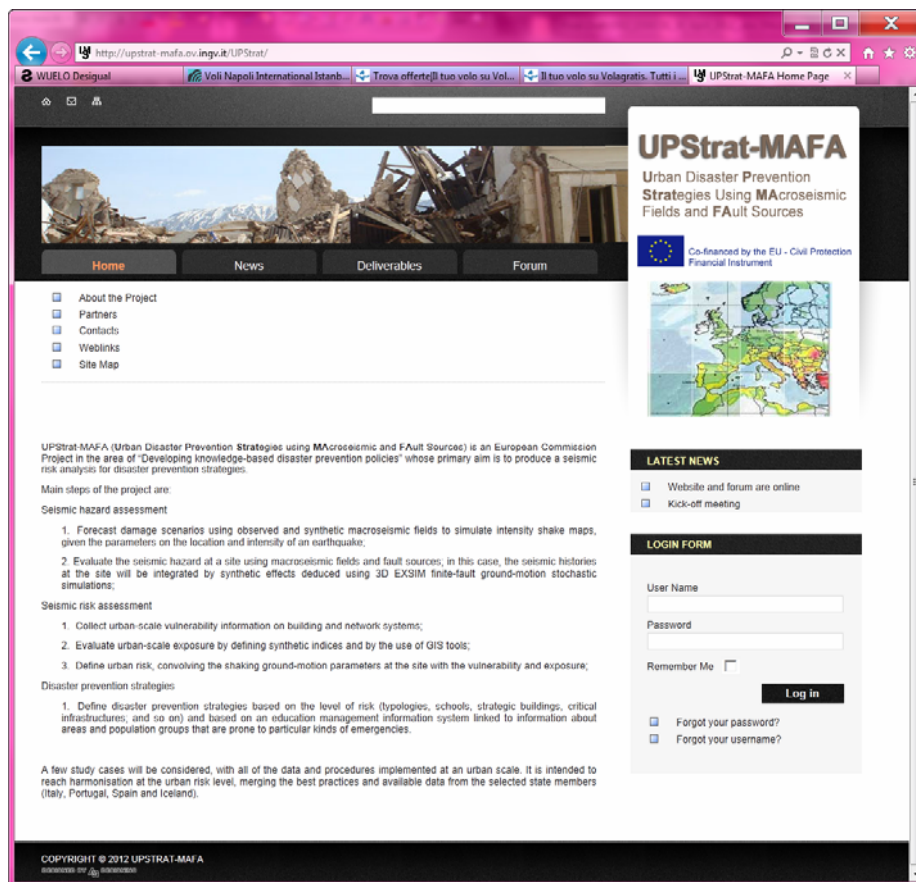 http://upstrat-mafa.ov.ingv.it/UPStrat/
WUELO Desigual
Voli Napoli International Istanb...
Trova offerte|Il tuo volo su Vol...
Il tuo volo su Volagratis. Tutti i ...
UPStrat-MAFA Home Page
UPStrat-MAFA
Urban Disaster Prevention
Strategies Using MAcroseismic
Fields and FAult Sources
Co-financed by the EU - Civil Protection
Financial Instrument
Home
News
Deliverables
Forum
About the Project
Partners
Contacts
Weblinks
Site Map
UPStrat-MAFA (Urban Disaster Prevention Strategies using MAcroseismic and FAult Sources) is an European Commission
Project in the area of "Developing knowledge-based disaster prevention policies" whose primary aim is to produce a seismic
risk analysis for disaster prevention strategies.
Main steps of the project are:
Seismic hazard assessment
1. Forecast damage scenarios using observed and synthetic macroseismic fields to simulate intensity shake maps,
given the parameters on the location and intensity of an earthquake;
2. Evaluate the seismic hazard at a site using macroseismic fields and fault sources; in this case, the seismic histories
at the site will be integrated by synthetic effects deduced using 3D EXSIM finite-fault ground-motion stochastic
simulations;
Seismic risk assessment
1. Collect urban-scale vulnerability information on building and network systems;
2. Evaluate urban-scale exposure by defining synthetic indices and by the use of GIS tools;
3. Define urban risk, convolving the shaking ground-motion parameters at the site with the vulnerability and exposure;
Disaster prevention strategies
1. Define disaster prevention strategies based on the level of risk (typologies, schools, strategic buildings, critical
infrastructures; and so on) and based on an education management information system linked to information about
areas and population groups that are prone to particular kinds of emergencies.
A few study cases will be considered, with all of the data and procedures implemented at an urban scale. It is intended to
reach harmonisation at the urban risk level, merging the best practices and available data from the selected state members
(Italy, Portugal, Spain and Iceland).
LATEST NEWS
Website and forum are online
Kick-off meeting
LOGIN FORM
User Name
Password
Remember Me
Log in
Forgot your password?
Forgot your username?
COPYRIGHT © 2012 UPSTRAT-MAFA